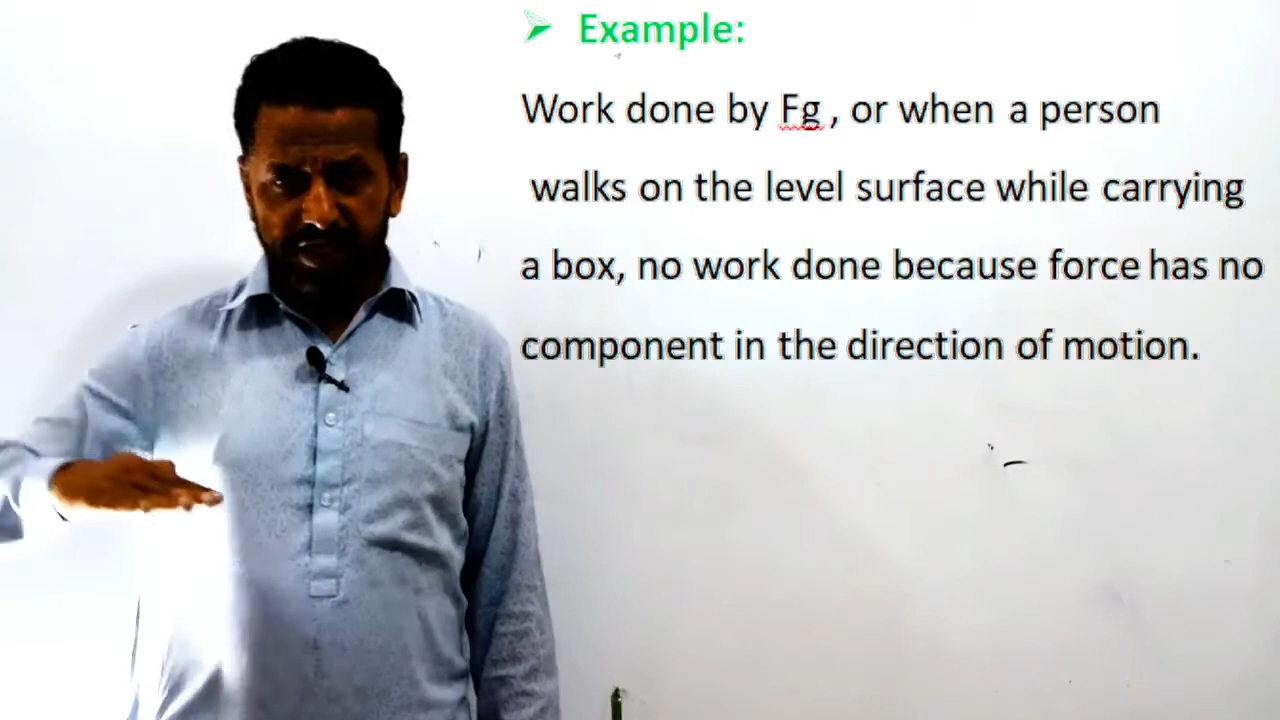 Example:
Work done by Fg , or when a person
walks on the level surface while carrying
a box, no work done because force has no
component in the direction of motion.